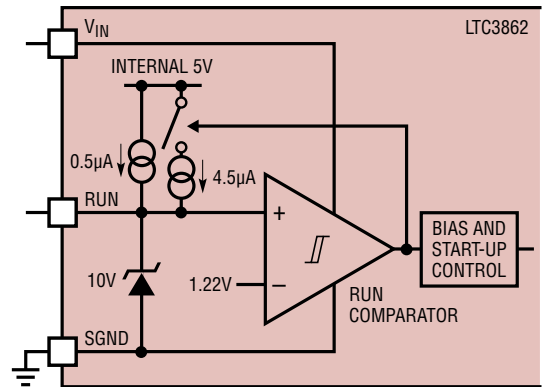 V_IN
LTC3862
INTERNAL 5V
0.5µA
4.5µA
RUN
+
BIAS AND
START-UP
CONTROL
10V
1.22V
–
RUN
COMPARATOR
SGND